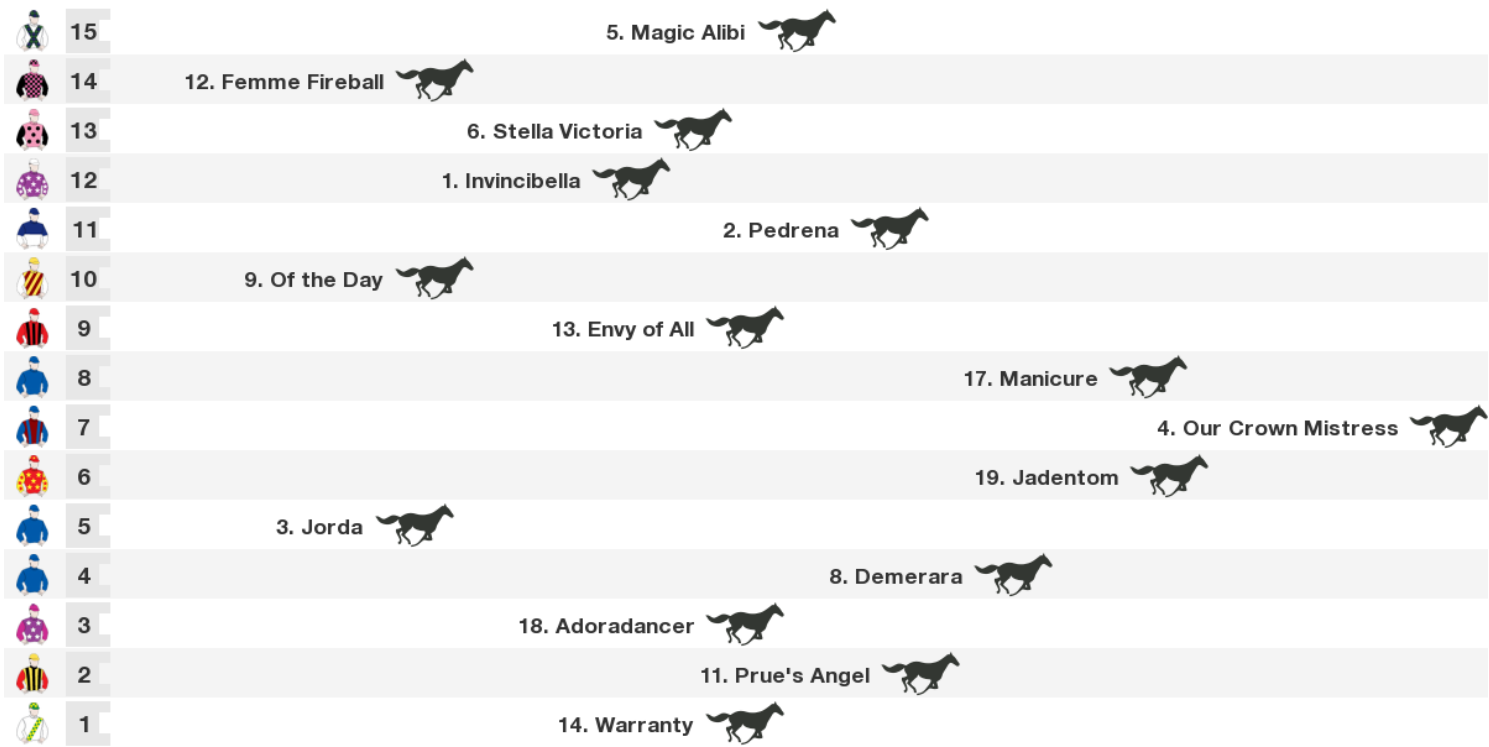 15 5. Magic Alibi
14 12. Femme Fireball
13 6. Stella Victoria
12 1. Invincibella
11 2. Pedrena
10 9. Of the Day
9 13. Envy of All
8 17. Manicure
7 4. Our Crown Mistress
6 19. Jadentom
5 3. Jorda
4 8. Demerara
3 18. Adoradancer
2 11. Prue's Angel
1 14. Warranty